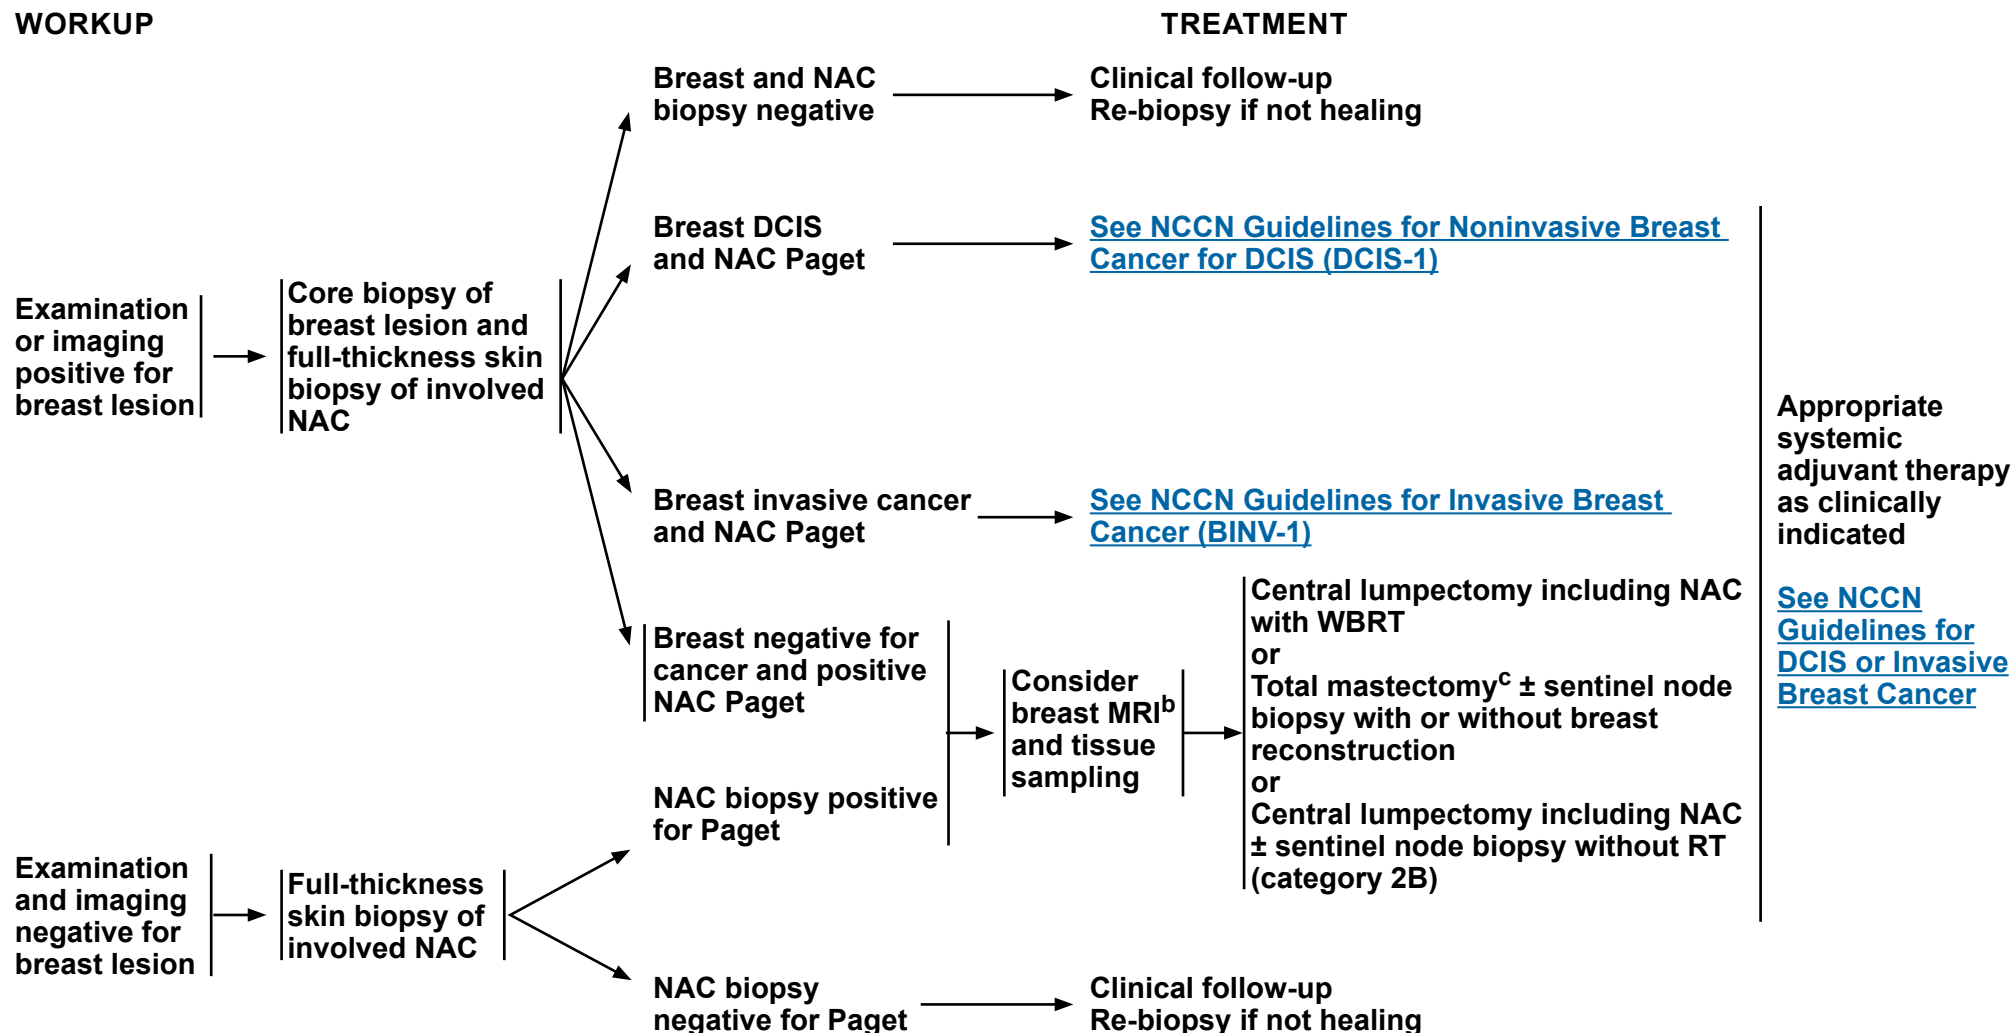 WORKUP
TREATMENT
Breast and NAC
biopsy negative
Clinical follow-up
Re-biopsy if not healing
Breast DCIS
and NAC Paget
See NCCN Guidelines for Noninvasive Breast
Cancer for DCIS (DCIS-1)
Examination
or imaging
positive for
breast lesion
Core biopsy of
breast lesion and
full-thickness skin
biopsy of involved
NAC
Breast invasive cancer
and NAC Paget
See NCCN Guidelines for Invasive Breast
Cancer (BINV-1)
Appropriate
systemic
adjuvant therapy
as clinically
indicated
See NCCN
Guidelines for
DCIS or Invasive
Breast Cancer
Breast negative for
cancer and positive
NAC Paget
NAC biopsy positive
for Paget
Consider
breast MRIb
and tissue
sampling
Central lumpectomy including NAC
with WBRT
or
Total mastectomyc ± sentinel node
biopsy with or without breast
reconstruction
or
Central lumpectomy including NAC
± sentinel node biopsy without RT
(category 2B)
Examination
and imaging
negative for
breast lesion
Full-thickness
skin biopsy of
involved NAC
NAC biopsy
negative for Paget
Clinical follow-up
Re-biopsy if not healing